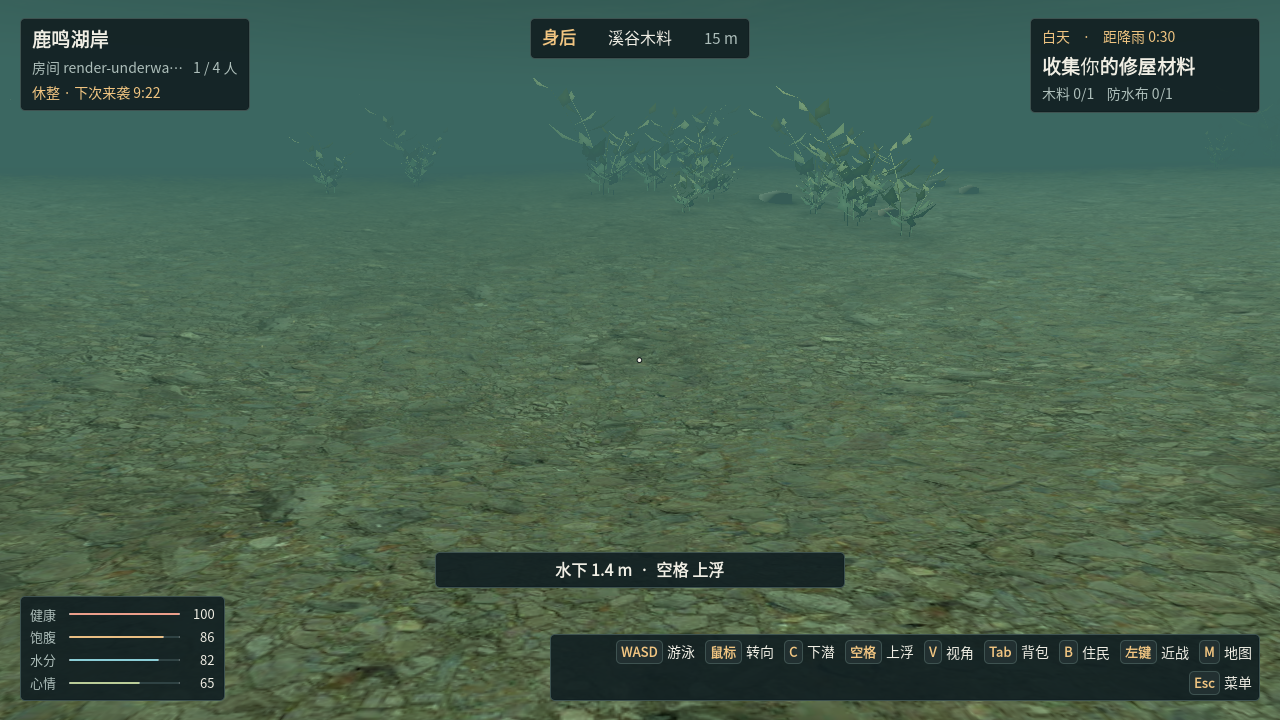 鹿鸣湖岸
房间 render-underwa··· 1 / 4 人
休整 · 下次来袭 9:22
身后 溪谷木料 15 m
白天 · 距降雨 0:30
收集你的修屋材料
木料 0/1 防水布 0/1
水下 1.4 m · 空格 上浮
健康 100
饱腹 86
水分 82
心情 65
WASD 游泳 鼠标 转向 C 下潜 空格 上浮 V 视角 Tab 背包 B 住民 左键 近战 M 地图
Esc 菜单